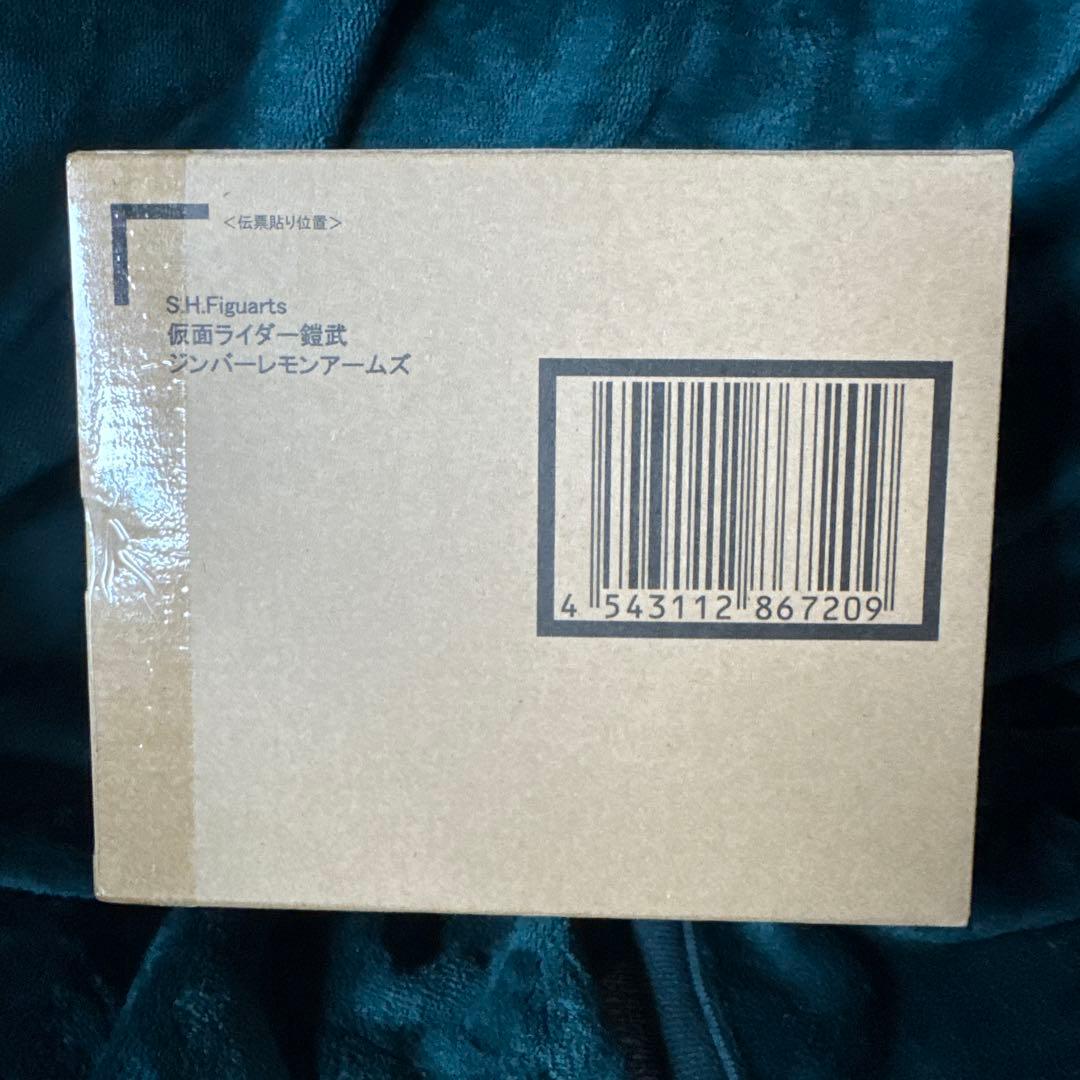 ＜伝票貼り位置＞
S.H.Figuarts
仮面ライダー鎧武
ジンバーレモンアームズ
4 543112 867209